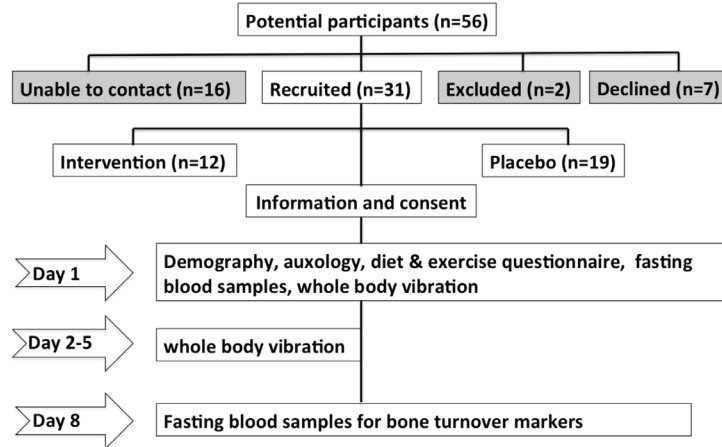 Potential participants (n=56)
Unable to contact (n=16)
Recruited (n=31)
Excluded (n=2)
Declined (n=7)
Intervention (n=12)
Placebo (n=19)
Information and consent
Day 1
Demography, auxology, diet & exercise questionnaire, fasting
blood samples, whole body vibration
Day 2-5
whole body vibration
Day 8
Fasting blood samples for bone turnover markers